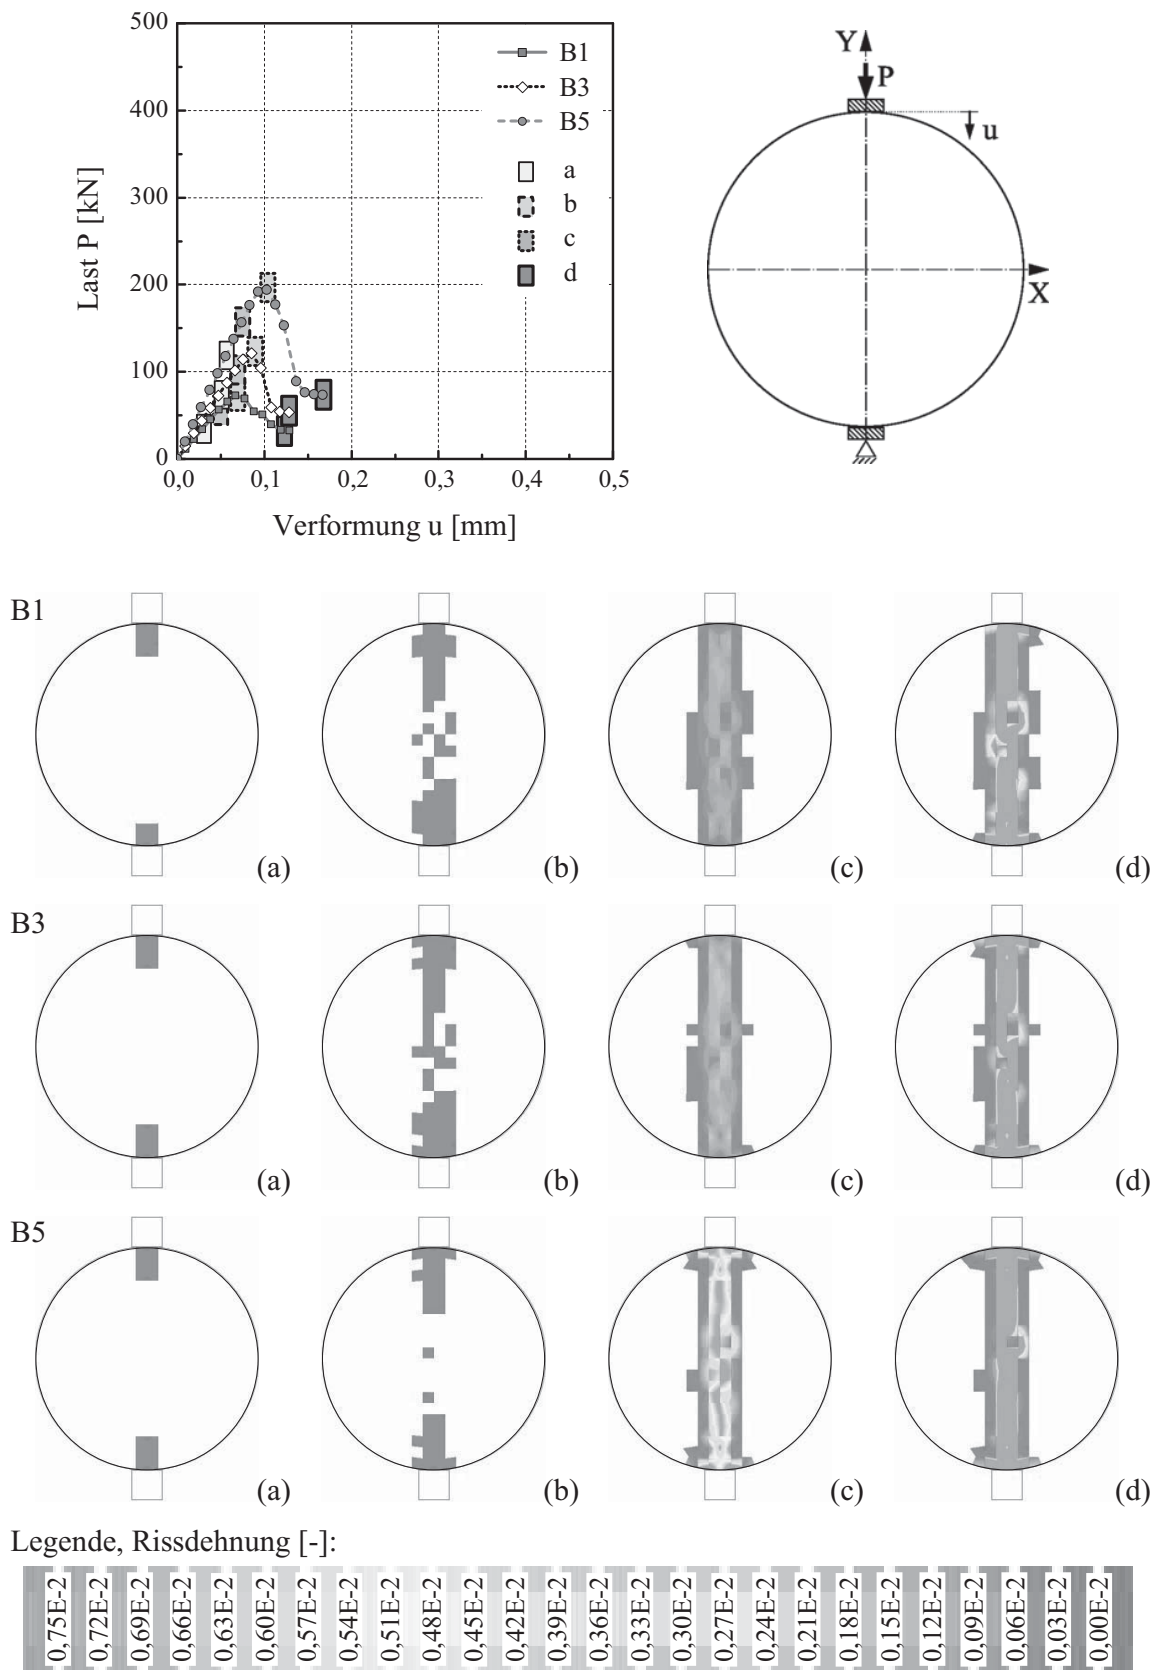 500
400
300
200
100
0
Last P [kN]
0,0 0,1 0,2 0,3 0,4 0,5
Verformung u [mm]
B1
B3
B5
a
b
c
d
Y
P
u
X
B1
(a) (b) (c) (d)
B3
(a) (b) (c) (d)
B5
(a) (b) (c) (d)
Legende, Rissdehnung [-]:
0,75E-2
0,72E-2
0,69E-2
0,66E-2
0,63E-2
0,60E-2
0,57E-2
0,54E-2
0,51E-2
0,48E-2
0,45E-2
0,42E-2
0,39E-2
0,36E-2
0,33E-2
0,30E-2
0,27E-2
0,24E-2
0,21E-2
0,18E-2
0,15E-2
0,12E-2
0,09E-2
0,06E-2
0,03E-2
0,00E-2